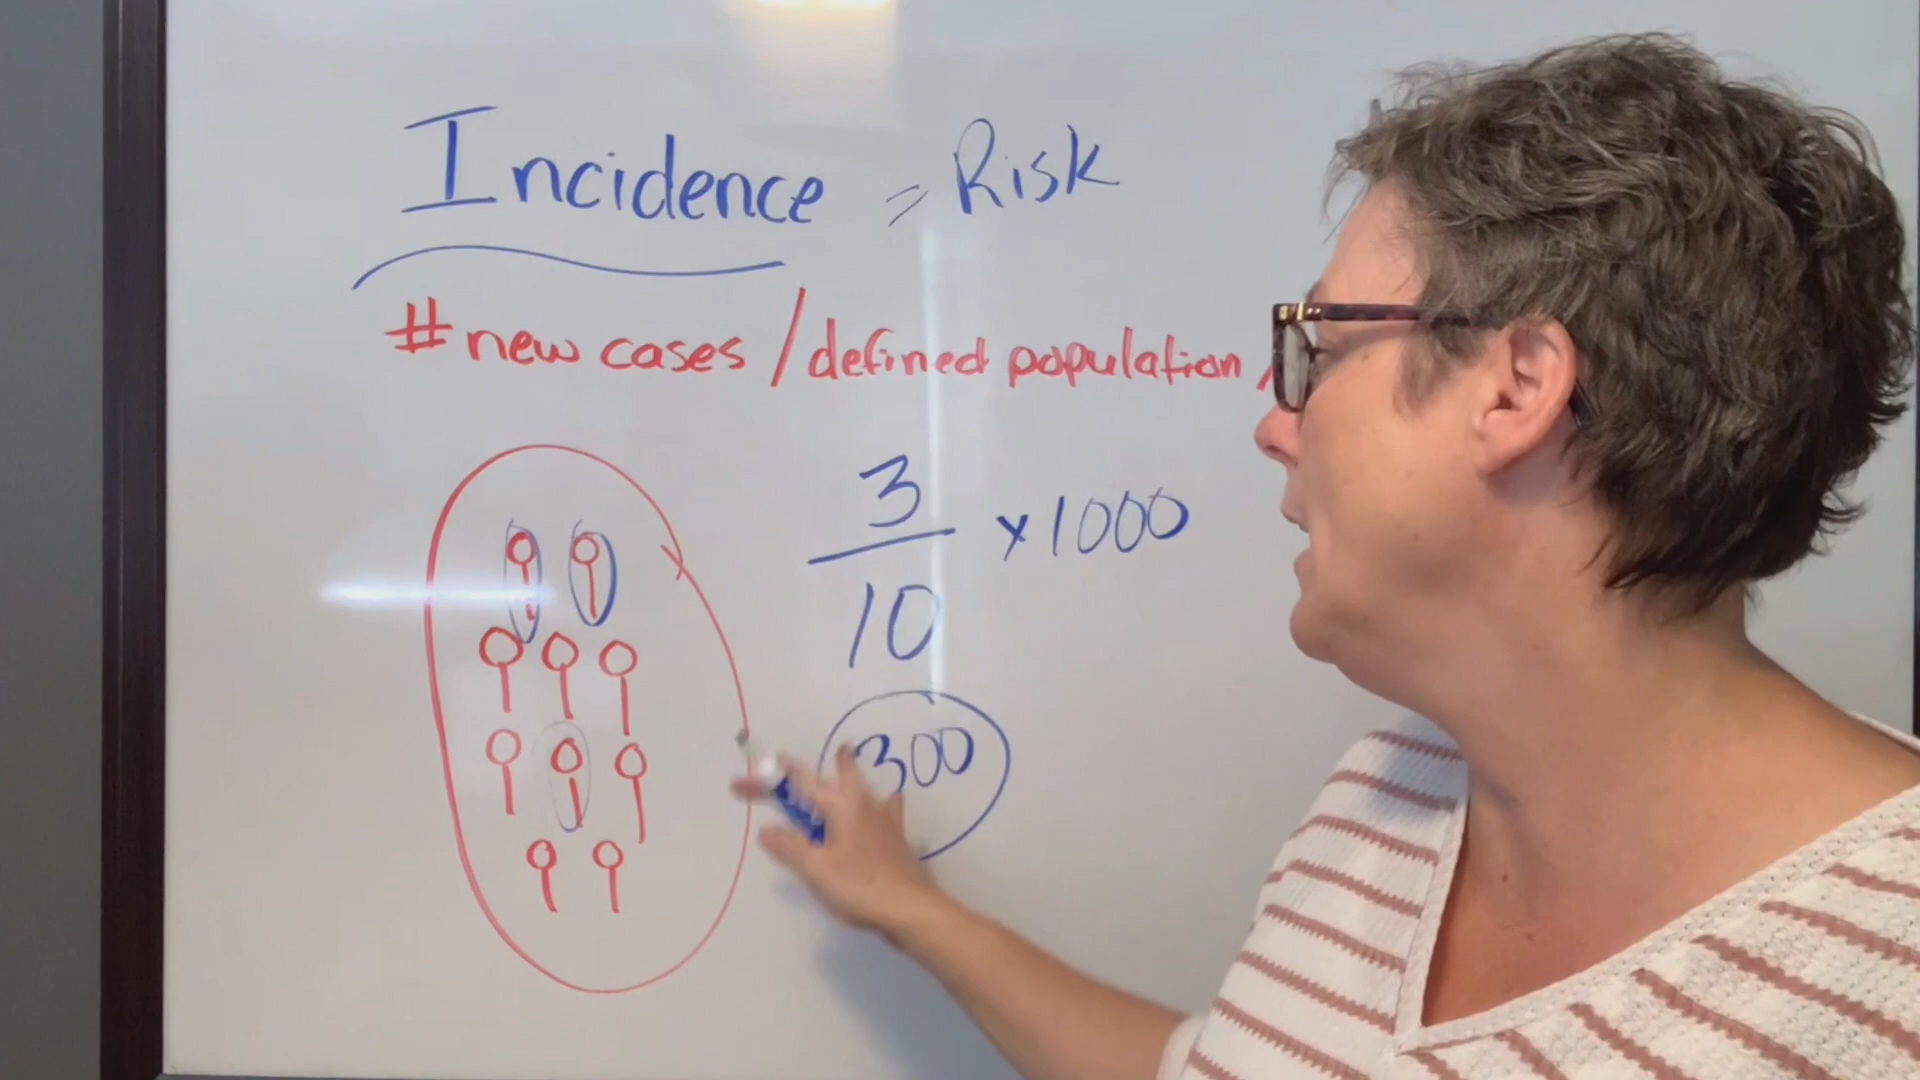 Incidence = Risk
# new cases / defined population /
3
10
x 1000
300